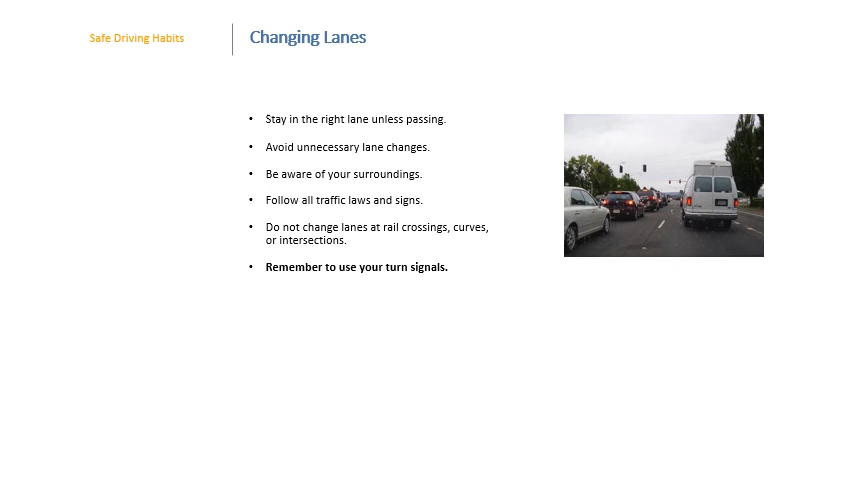 Safe Driving Habits
Changing Lanes
• Stay in the right lane unless passing.
• Avoid unnecessary lane changes.
• Be aware of your surroundings.
• Follow all traffic laws and signs.
• Do not change lanes at rail crossings, curves,
or intersections.
• Remember to use your turn signals.